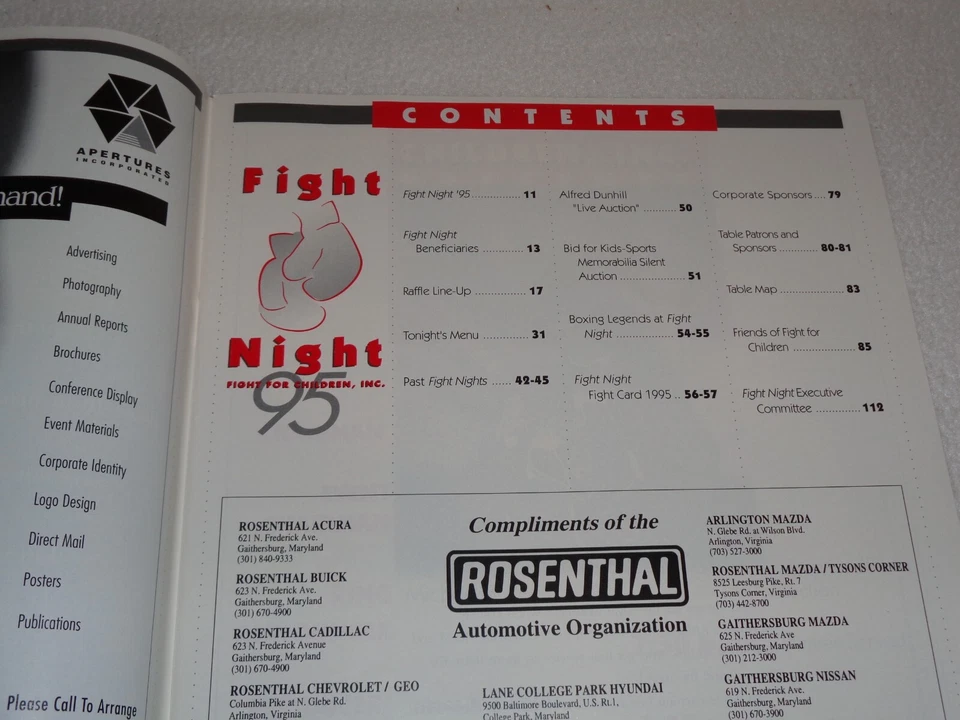 APERTURES
INCORPORATED
hand!
Advertising
Photography
Annual Reports
Brochures
Conference Display
Event Materials
Corporate Identity
Logo Design
Direct Mail
Posters
Publications
Please Call To Arrange
CONTENTS
Fight
Night
FIGHT FOR CHILDREN, INC.
95
Fight Night '95 ............... 11
Fight Night
Beneficiaries ............ 13
Raffle Line-Up ............... 17
Tonight's Menu ............... 31
Past Fight Nights ...... 42-45
Alfred Dunhill
"Live Auction" .......... 50
Bid for Kids-Sports
Memorabilia Silent
Auction ..................... 51
Boxing Legends at Fight
Night .................. 54-55
Fight Night
Fight Card 1995 .. 56-57
Corporate Sponsors .... 79
Table Patrons and
Sponsors ............ 80-81
Table Map .................... 83
Friends of Fight for
Children ..................... 85
Fight Night Executive
Committee ............. 112
ROSENTHAL ACURA
621 N. Frederick Ave.
Gaithersburg, Maryland
(301) 840-9333
ROSENTHAL BUICK
623 N. Frederick Ave.
Gaithersburg, Maryland
(301) 670-4900
ROSENTHAL CADILLAC
623 N. Frederick Avenue
Gaithersburg, Maryland
(301) 670-4900
ROSENTHAL CHEVROLET / GEO
Columbia Pike at N. Glebe Rd.
Arlington, Virginia
Compliments of the
ROSENTHAL
Automotive Organization
LANE COLLEGE PARK HYUNDAI
9500 Baltimore Boulevard, U.S. Rt.1,
College Park, Maryland
ARLINGTON MAZDA
N. Glebe Rd. at Wilson Blvd.
Arlington, Virginia
(703) 527-3000
ROSENTHAL MAZDA / TYSONS CORNER
8525 Leesburg Pike, Rt. 7
Tysons Corner, Virginia
(703) 442-8700
GAITHERSBURG MAZDA
625 N. Frederick Ave
Gaithersburg, Maryland
(301) 212-3000
GAITHERSBURG NISSAN
619 N. Frederick Ave.
Gaithersburg, Maryland
(301) 670-3900